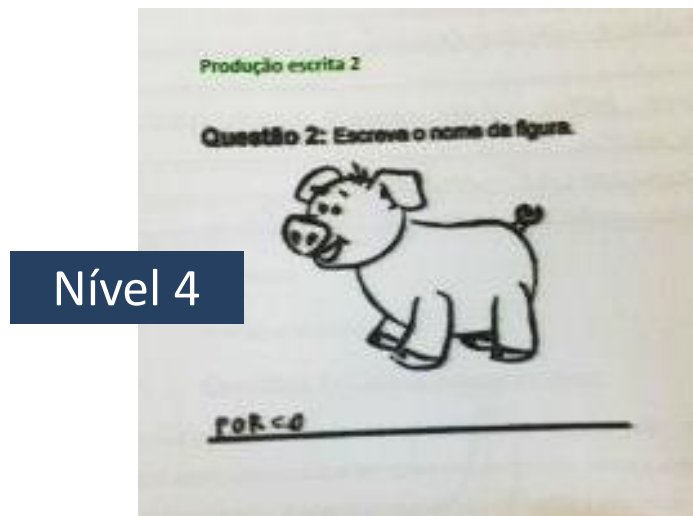 Produção escrita 2
Questão 2: Escreva o nome da figura.
Nível 4
PORCO